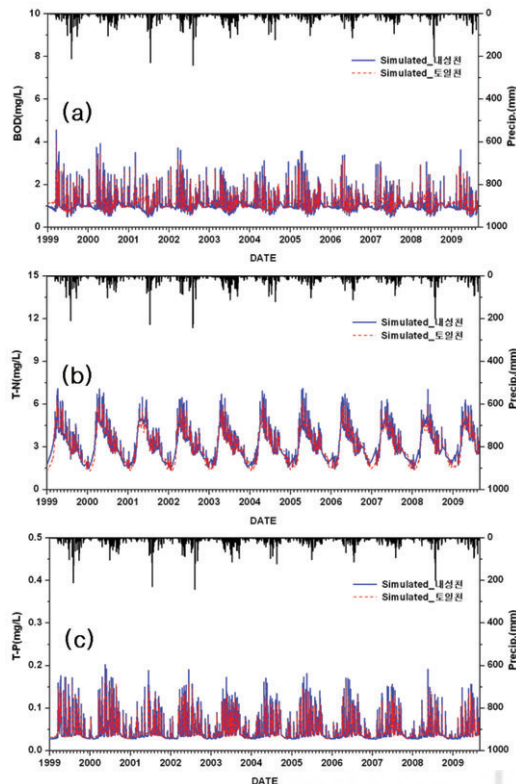 10
8
6
4
2
0
BOD(mg/L)
(a)
Simulated_내성천
Simulated_토일천
0
200
400
600
800
1000
Precip.(mm)
1999 2000 2001 2002 2003 2004 2005 2006 2007 2008 2009
DATE
15
12
9
6
3
0
T-N(mg/L)
(b)
Simulated_내성천
Simulated_토일천
0
200
400
600
800
1000
Precip.(mm)
1999 2000 2001 2002 2003 2004 2005 2006 2007 2008 2009
DATE
0.5
0.4
0.3
0.2
0.1
0.0
T-P(mg/L)
(c)
Simulated_내성천
Simulated_토일천
0
200
400
600
800
1000
Precip.(mm)
1999 2000 2001 2002 2003 2004 2005 2006 2007 2008 2009
DATE